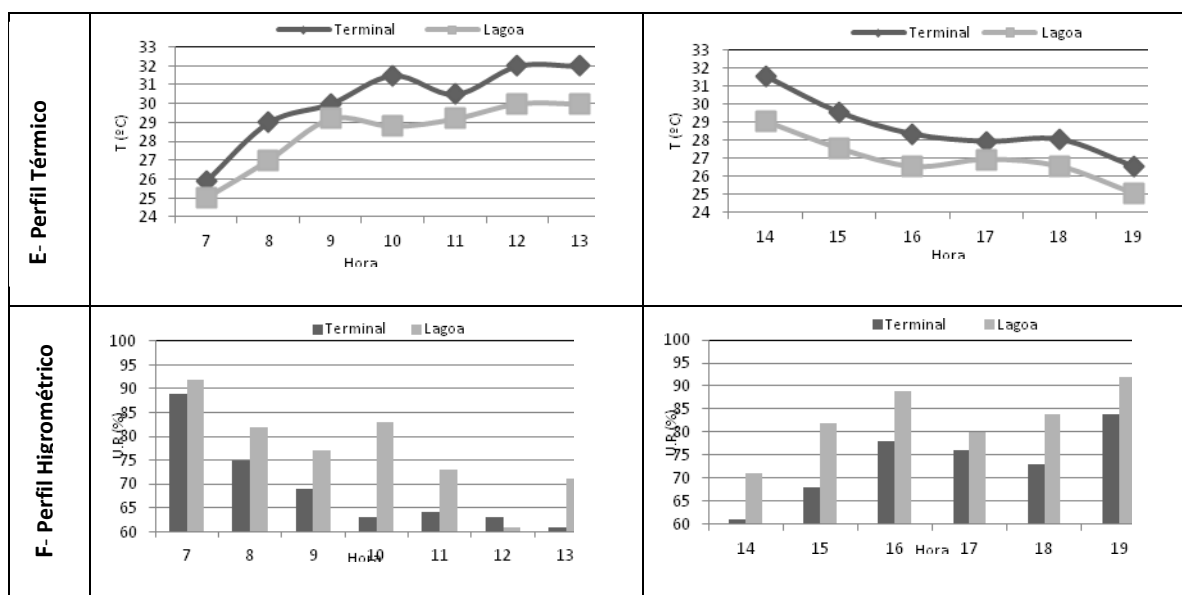 E- Perfil Térmico
Terminal Lagoa
T (ºC)
33
32
31
30
29
28
27
26
25
24
7 8 9 10 11 12 13
Hora
Terminal Lagoa
T (ºC)
33
32
31
30
29
28
27
26
25
24
14 15 16 17 18 19
Hora
F- Perfil Higrométrico
Terminal Lagoa
U.R (%)
100
95
90
85
80
75
70
65
60
7 8 9 10 11 12 13
Hora
Terminal Lagoa
U.R (%)
100
95
90
85
80
75
70
65
60
14 15 16 17 18 19
Hora